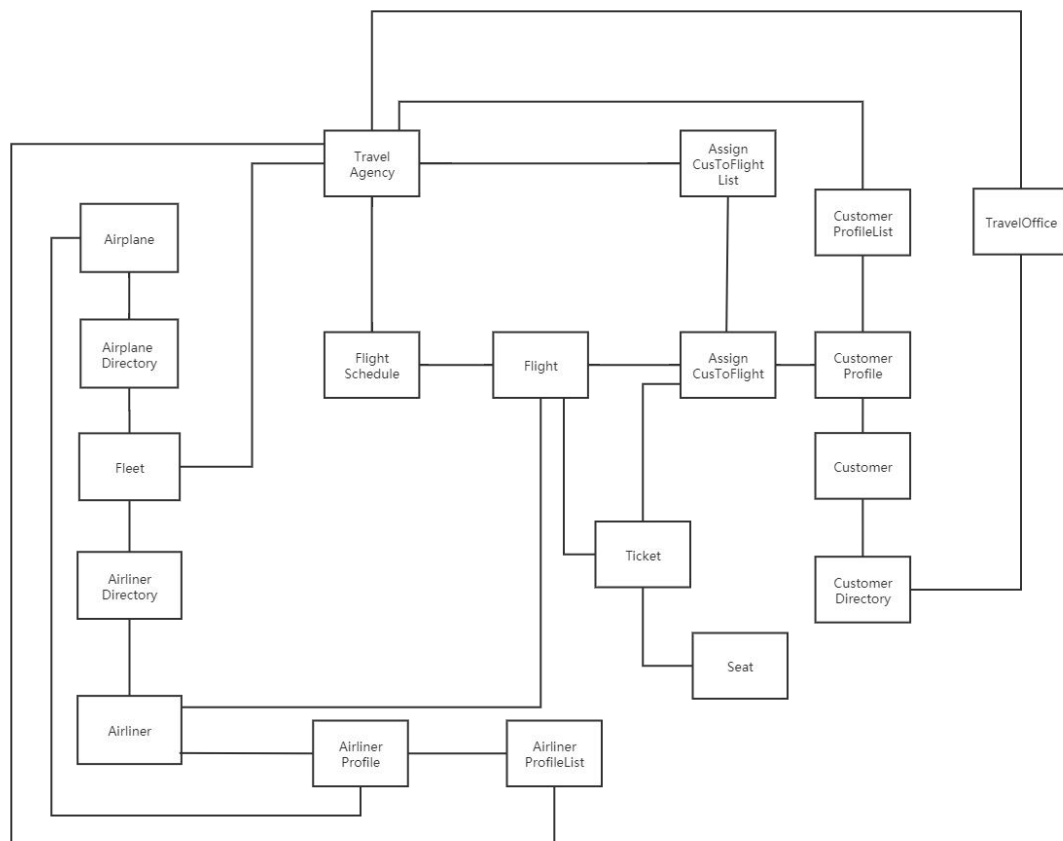 Travel
Agency
Assign
CusToFlight
List
Customer
ProfileList
TravelOffice
Airplane
Airplane
Directory
Flight
Schedule
Flight
Assign
CusToFlight
Customer
Profile
Fleet
Customer
Ticket
Airliner
Directory
Customer
Directory
Seat
Airliner
Airliner
Profile
Airliner
ProfileList